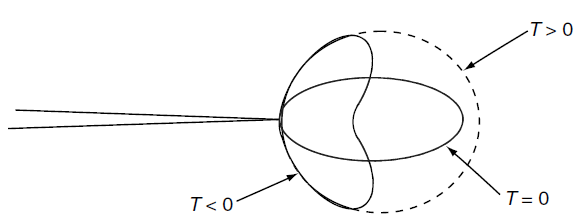 T > 0
T < 0
T = 0